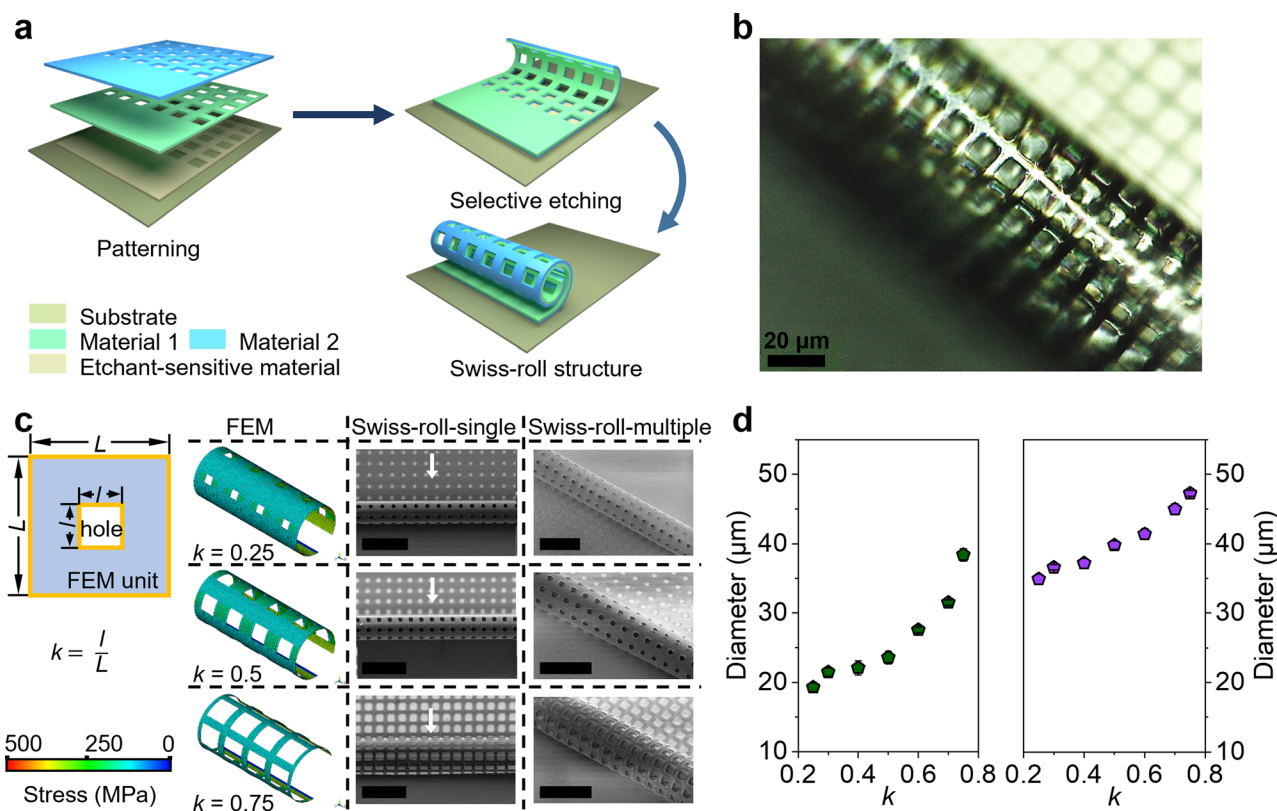 a
Patterning
Selective etching
Swiss-roll structure
Substrate
Material 1
Material 2
Etchant-sensitive material
b
20 µm
c
FEM
Swiss-roll-single
Swiss-roll-multiple
L
L
l
l
hole
FEM unit
k = l/L
k = 0.25
k = 0.5
k = 0.75
500 250 0
Stress (MPa)
d
Diameter (µm)
50
40
30
20
10
0.2 0.4 0.6 0.8
k
50
40
30
20
10
0.2 0.4 0.6 0.8
k
Diameter (µm)